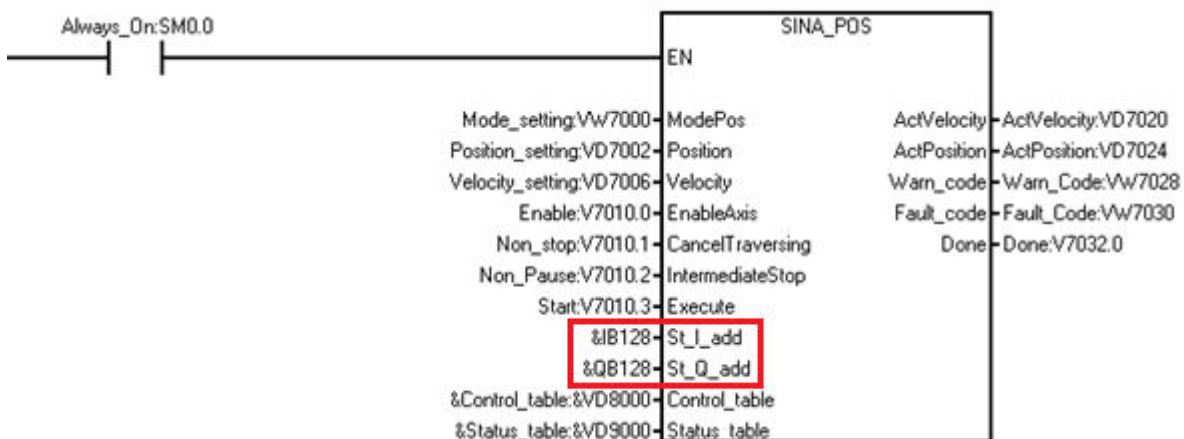 Always_On:SM0.0
SINA_POS
EN
Mode_setting:VW7000 ModePos ActVelocity ActVelocity:VD7020
Position_setting:VD7002 Position ActPosition ActPosition:VD7024
Velocity_setting:VD7006 Velocity Warn_code Warn_Code:VW7028
Enable:V7010.0 EnableAxis Fault_code Fault_Code:VW7030
Non_stop:V7010.1 CancelTraversing Done Done:V7032.0
Non_Pause:V7010.2 IntermediateStop
Start:V7010.3 Execute
&IB128 St_I_add
&QB128 St_Q_add
&Control_table:&VD8000 Control_table
&Status_table:&VD9000 Status_table